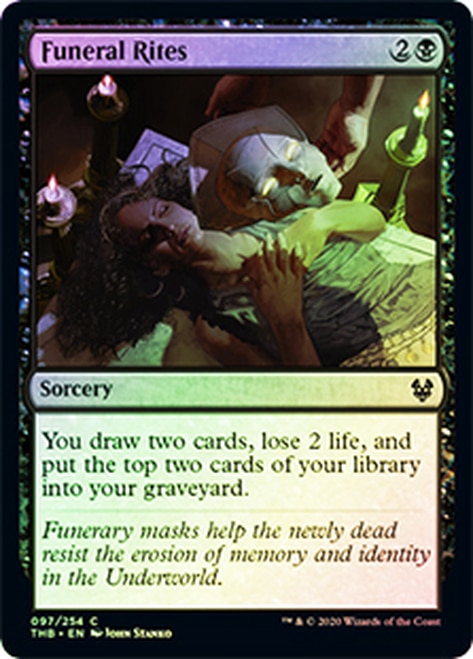 Funeral Rites 2
Sorcery
You draw two cards, lose 2 life, and
put the top two cards of your library
into your graveyard.
Funerary masks help the newly dead
resist the erosion of memory and identity
in the Underworld.
097/254 C
THB • EN John Stanko
™ & © 2020 Wizards of the Coast